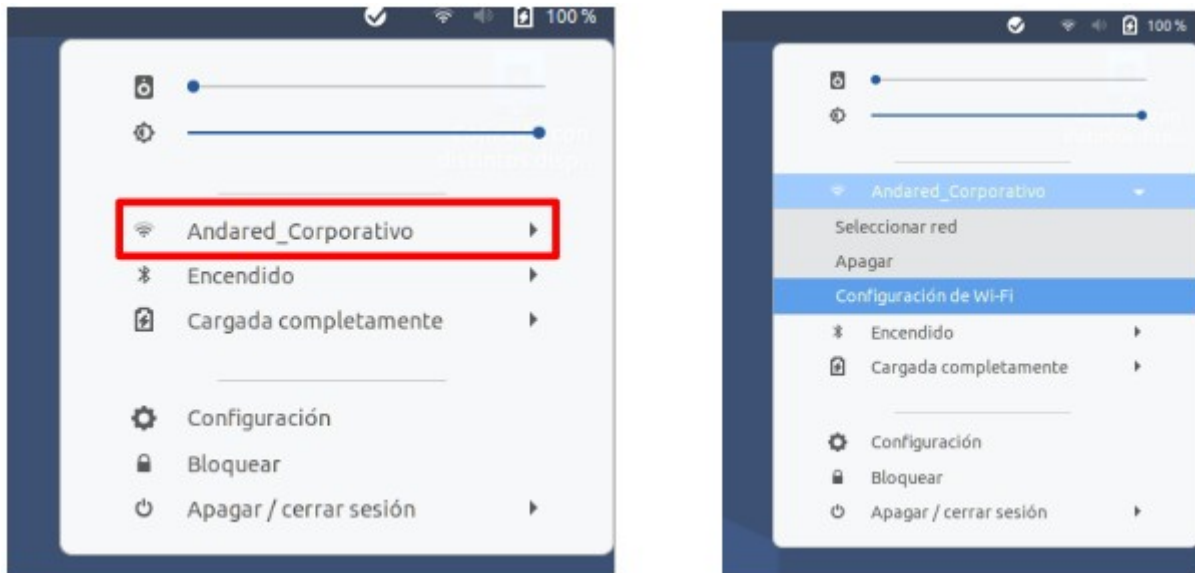 100 %
Andared_Corporativo
Encendido
Cargada completamente
Configuración
Bloquear
Apagar / cerrar sesión
100 %
Andared_Corporativo
Seleccionar red
Apagar
Configuración de Wi-Fi
Encendido
Cargada completamente
Configuración
Bloquear
Apagar / cerrar sesión